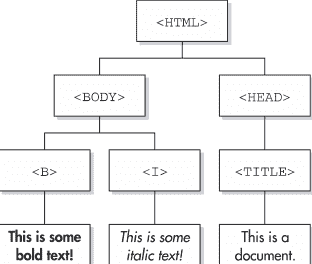 <HTML>
<BODY>
<HEAD>
<B>
<I>
<TITLE>
This is some
bold text!
This is some
italic text!
This is a
document.